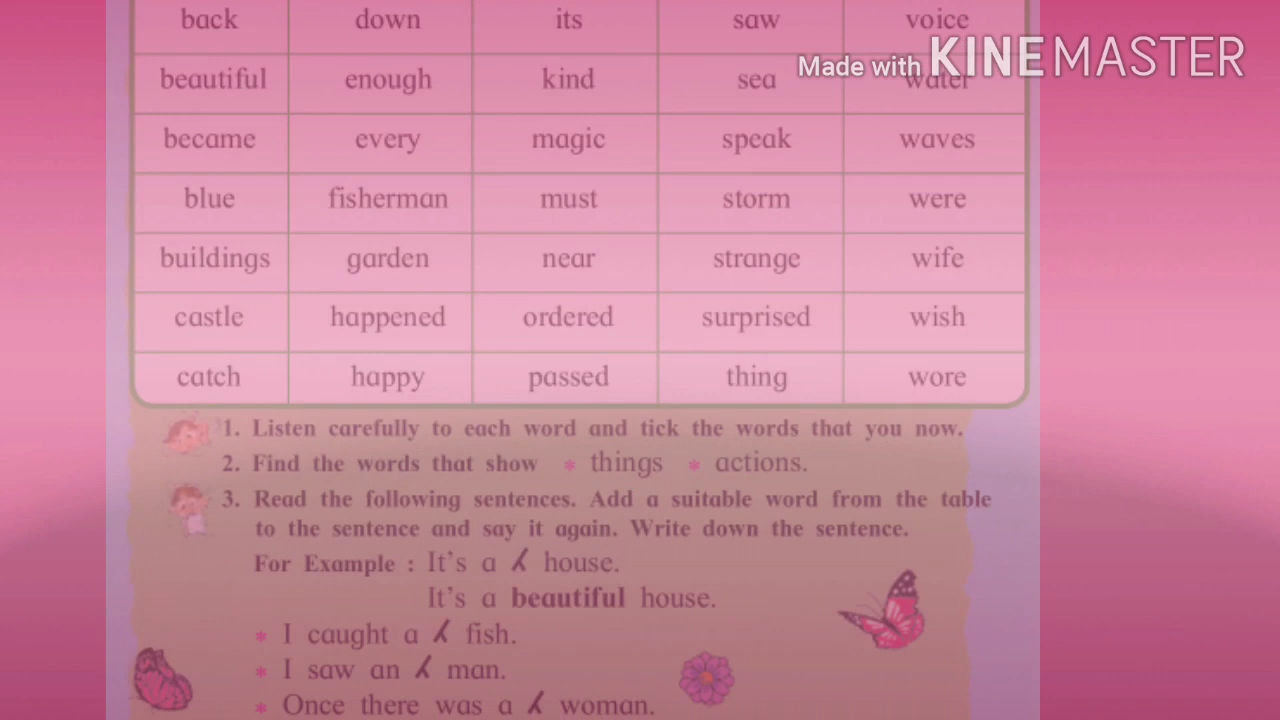 back down its saw voice
Made with KINEMASTER
beautiful enough kind sea water
became every magic speak waves
blue fisherman must storm were
buildings garden near strange wife
castle happened ordered surprised wish
catch happy passed thing wore
1. Listen carefully to each word and tick the words that you now.
2. Find the words that show * things * actions.
3. Read the following sentences. Add a suitable word from the table
to the sentence and say it again. Write down the sentence.
For Example : It's a ⁁ house.
It's a beautiful house.
* I caught a ⁁ fish.
* I saw an ⁁ man.
* Once there was a ⁁ woman.